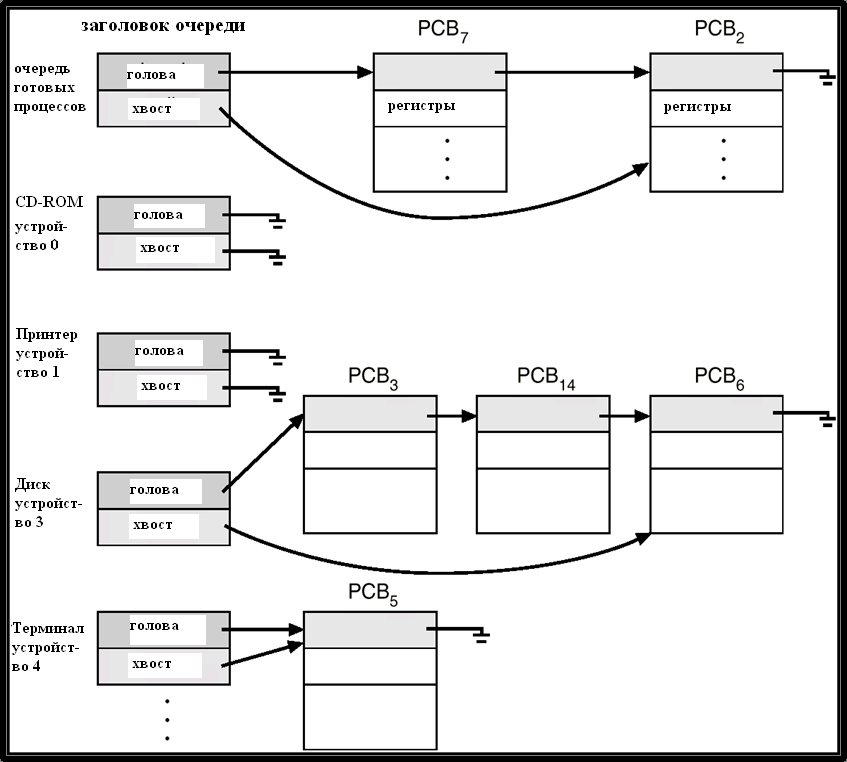 заголовок очереди
PCB7
PCB2
очередь
готовых
процессов
голова
хвост
регистры
регистры
CD-ROM
устрой-
ство 0
голова
хвост
Принтер
устрой-
ство 1
голова
хвост
PCB3
PCB14
PCB6
Диск
устройст-
во 3
голова
хвост
PCB5
Терминал
устройст-
во 4
голова
хвост